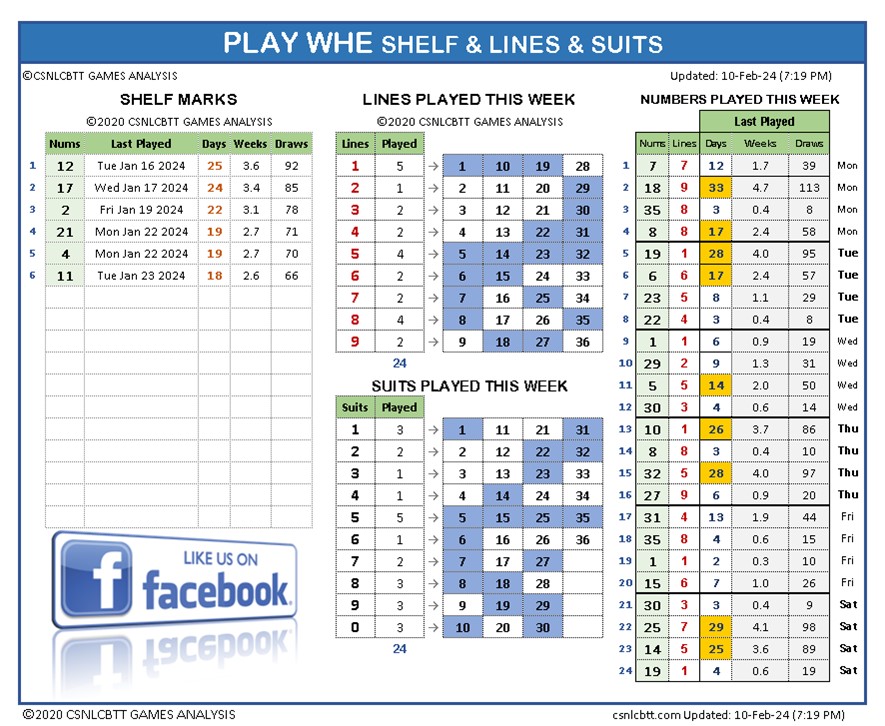 PLAY WHE SHELF & LINES & SUITS
©CSNLCBTT GAMES ANALYSIS
Updated: 10-Feb-24 (7:19 PM)
SHELF MARKS
©2020 CSNLCBTT GAMES ANALYSIS
Nums Last Played Days Weeks Draws
1 12 Tue Jan 16 2024 25 3.6 92
2 17 Wed Jan 17 2024 24 3.4 85
3 2 Fri Jan 19 2024 22 3.1 78
4 21 Mon Jan 22 2024 19 2.7 71
5 4 Mon Jan 22 2024 19 2.7 70
6 11 Tue Jan 23 2024 18 2.6 66
LIKE US ON
f facebook.
LINES PLAYED THIS WEEK
©2020 CSNLCBTT GAMES ANALYSIS
Lines Played
1 5 → 1 10 19 28
2 1 → 2 11 20 29
3 2 → 3 12 21 30
4 2 → 4 13 22 31
5 4 → 5 14 23 32
6 2 → 6 15 24 33
7 2 → 7 16 25 34
8 4 → 8 17 26 35
9 2 → 9 18 27 36
24
SUITS PLAYED THIS WEEK
Suits Played
1 3 → 1 11 21 31
2 2 → 2 12 22 32
3 1 → 3 13 23 33
4 1 → 4 14 24 34
5 5 → 5 15 25 35
6 1 → 6 16 26 36
7 2 → 7 17 27
8 3 → 8 18 28
9 3 → 9 19 29
0 3 → 10 20 30
24
NUMBERS PLAYED THIS WEEK
Last Played
Nums Lines Days Weeks Draws
1 7 7 12 1.7 39 Mon
2 18 9 33 4.7 113 Mon
3 35 8 3 0.4 8 Mon
4 8 8 17 2.4 58 Mon
5 19 1 28 4.0 95 Tue
6 6 6 17 2.4 57 Tue
7 23 5 8 1.1 29 Tue
8 22 4 3 0.4 8 Tue
9 1 1 6 0.9 19 Wed
10 29 2 9 1.3 31 Wed
11 5 5 14 2.0 50 Wed
12 30 3 4 0.6 14 Wed
13 10 1 26 3.7 86 Thu
14 8 8 3 0.4 10 Thu
15 32 5 28 4.0 97 Thu
16 27 9 6 0.9 20 Thu
17 31 4 13 1.9 44 Fri
18 35 8 4 0.6 15 Fri
19 1 1 2 0.3 10 Fri
20 15 6 7 1.0 26 Fri
21 30 3 3 0.4 9 Sat
22 25 7 29 4.1 98 Sat
23 14 5 25 3.6 89 Sat
24 19 1 4 0.6 19 Sat
©2020 CSNLCBTT GAMES ANALYSIS
csnlcbtt.com Updated: 10-Feb-24 (7:19 PM)